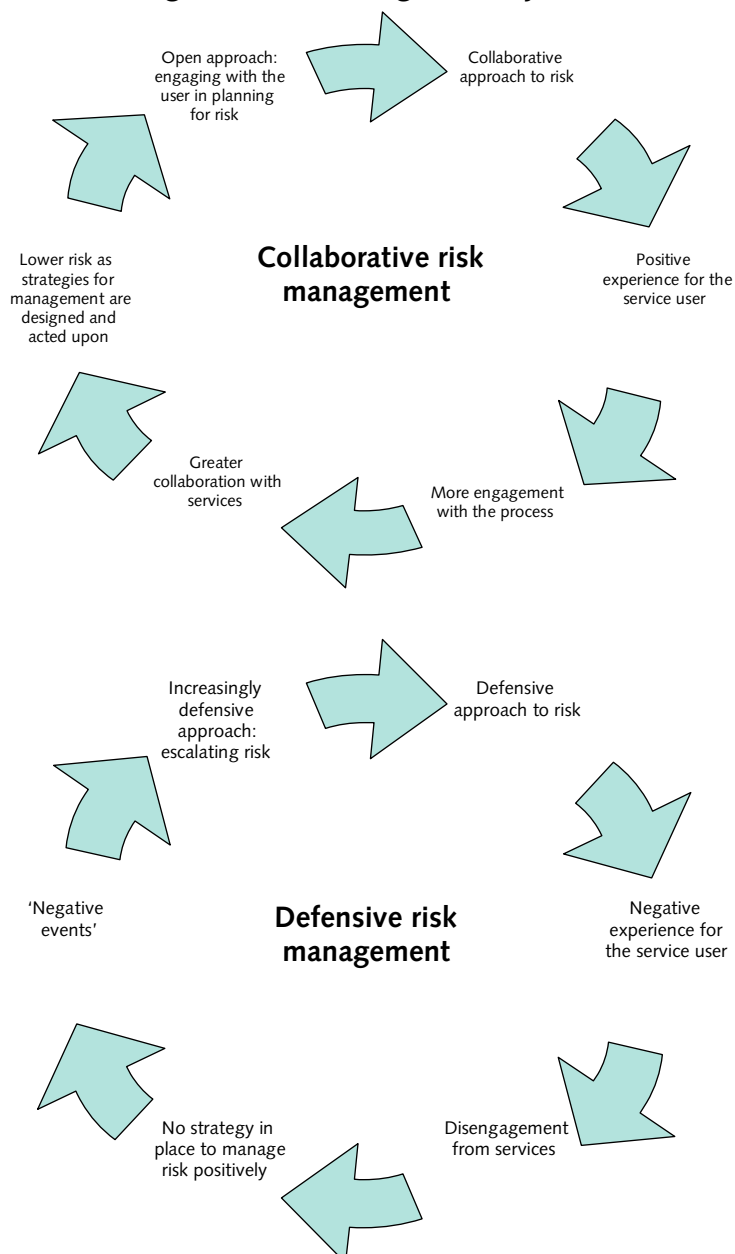 Open approach:
engaging with the
user in planning
for risk
Collaborative
approach to risk
Positive
experience for the
service user
More engagement
with the process
Greater
collaboration with
services
Lower risk as
strategies for
management are
designed and
acted upon
Collaborative risk
management
Increasingly
defensive
approach:
escalating risk
Defensive
approach to risk
Negative
experience for
the service user
Disengagement
from services
No strategy in
place to manage
risk positively
‘Negative
events’
Defensive risk
management